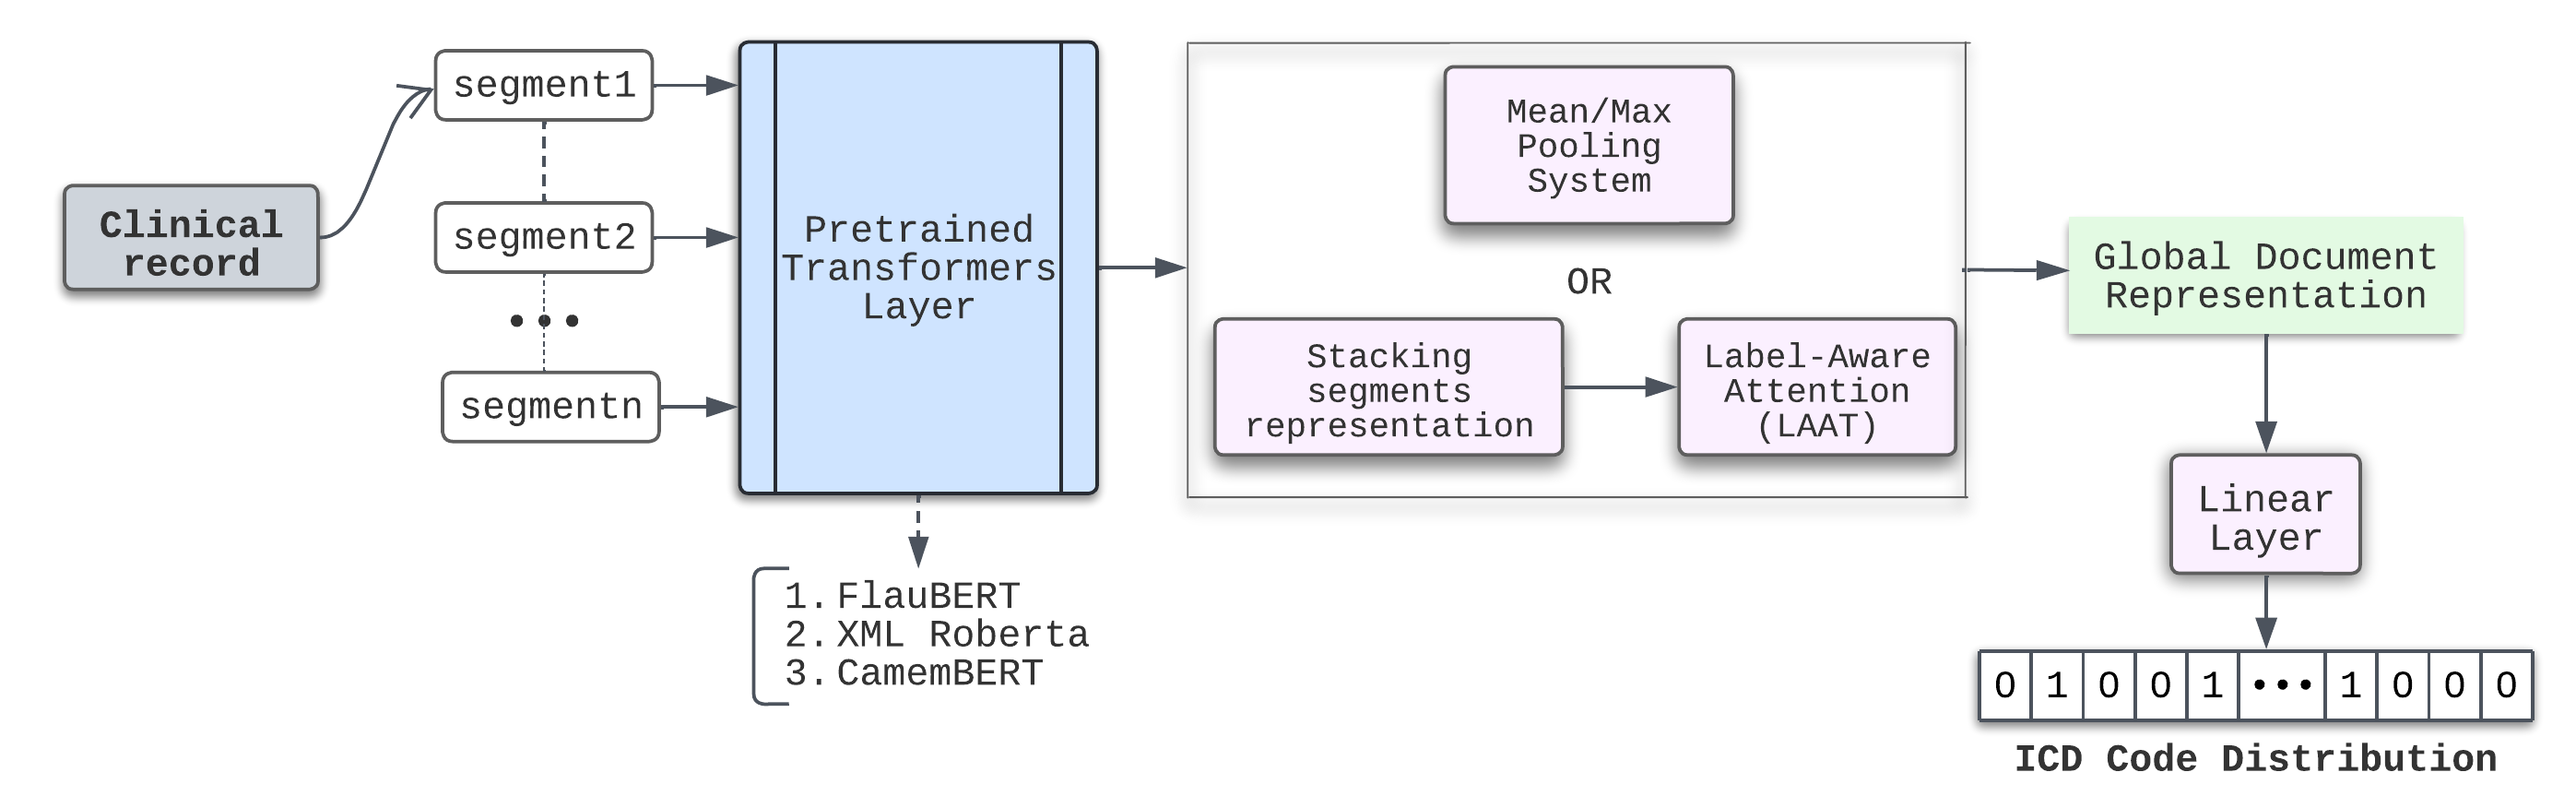 Clinical
record
segment1
segment2
•••
segmentn
Pretrained
Transformers
Layer
1. FlauBERT
2. XML Roberta
3. CamemBERT
Mean/Max
Pooling
System
OR
Stacking
segments
representation
Label-Aware
Attention
(LAAT)
Global Document
Representation
Linear
Layer
0 1 0 0 1 ••• 1 0 0 0
ICD Code Distribution